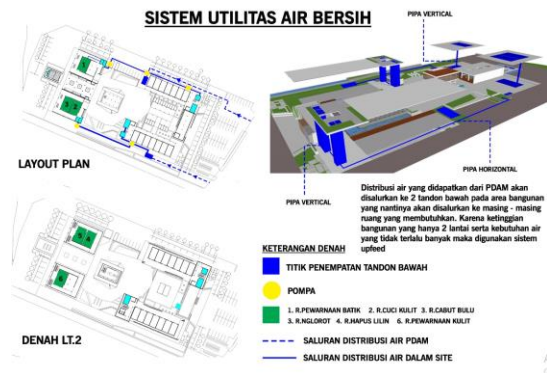 SISTEM UTILITAS AIR BERSIH
PIPA VERTICAL
LAYOUT PLAN
PIPA VERTICAL
PIPA HORIZONTAL
Distribusi air yang didapatkan dari PDAM akan
disalurkan ke 2 tandon bawah pada area bangunan
yang nantinya akan disalurkan ke masing - masing
ruang yang membutuhkan. Karena ketinggian
bangunan yang hanya 2 lantai serta kebutuhan air
yang tidak terlalu banyak maka digunakan sistem
upfeed
KETERANGAN DENAH
TITIK PENEMPATAN TANDON BAWAH
POMPA
1. R.PEWARNAAN BATIK 2. R.CUCI KULIT 3. R.CABUT BULU
3. R.NGLOROT 4. R.HAPUS LILIN 6. R.PEWARNAAN KULIT
SALURAN DISTRIBUSI AIR PDAM
SALURAN DISTRIBUSI AIR DALAM SITE
DENAH LT.2